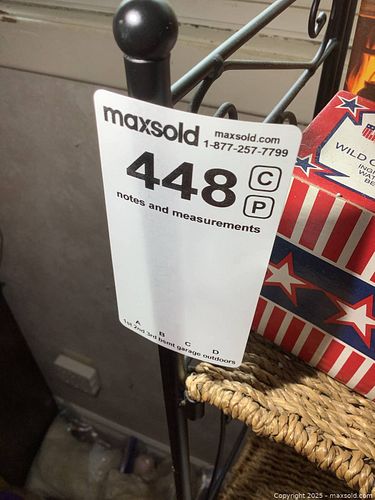 maxsold
maxsold.com
1-877-257-7799
448 C
P
notes and measurements
A B C D
1st 2nd 3rd bsmt garage outdoors
WILD
Copyright 2025 - maxsold.com